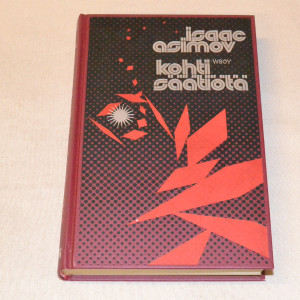 isaac
asimov
WSOY
kohti
säätiötä